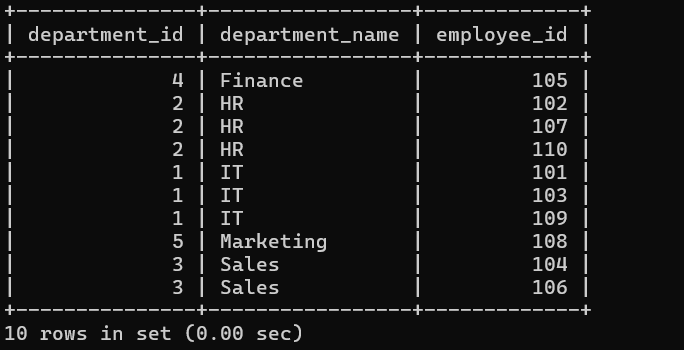 +---------------+-----------------+-------------+
| department_id | department_name | employee_id |
+---------------+-----------------+-------------+
|             4 | Finance         |         105 |
|             2 | HR              |         102 |
|             2 | HR              |         107 |
|             2 | HR              |         110 |
|             1 | IT              |         101 |
|             1 | IT              |         103 |
|             1 | IT              |         109 |
|             5 | Marketing       |         108 |
|             3 | Sales           |         104 |
|             3 | Sales           |         106 |
+---------------+-----------------+-------------+
10 rows in set (0.00 sec)